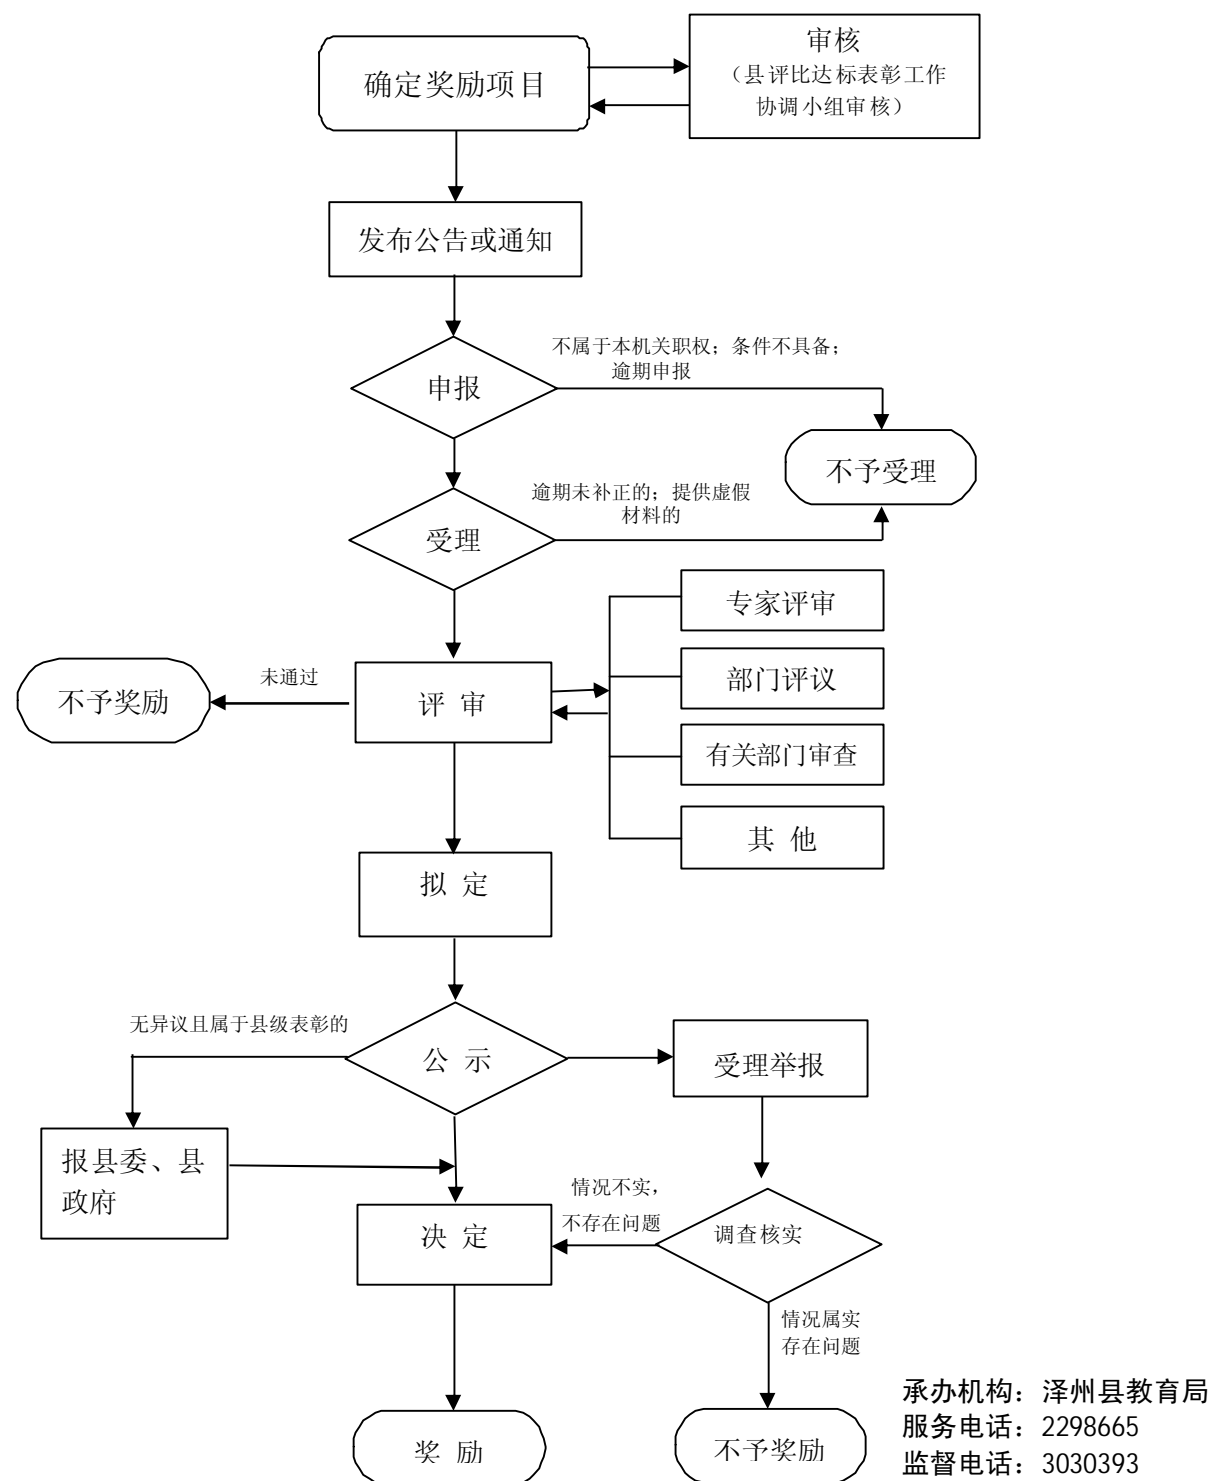 确定奖励项目
审核
（县评比达标表彰工作
协调小组审核）
发布公告或通知
不属于本机关职权；条件不具备；
逾期申报
申报
不予受理
逾期未补正的；提供虚假
材料的
受理
专家评审
部门评议
有关部门审查
其 他
未通过
不予奖励
评 审
拟 定
无异议且属于县级表彰的
公 示
受理举报
报县委、县
政府
情况不实，
不存在问题
决 定
调查核实
情况属实
存在问题
奖 励
不予奖励
承办机构：泽州县教育局
服务电话：2298665
监督电话：3030393